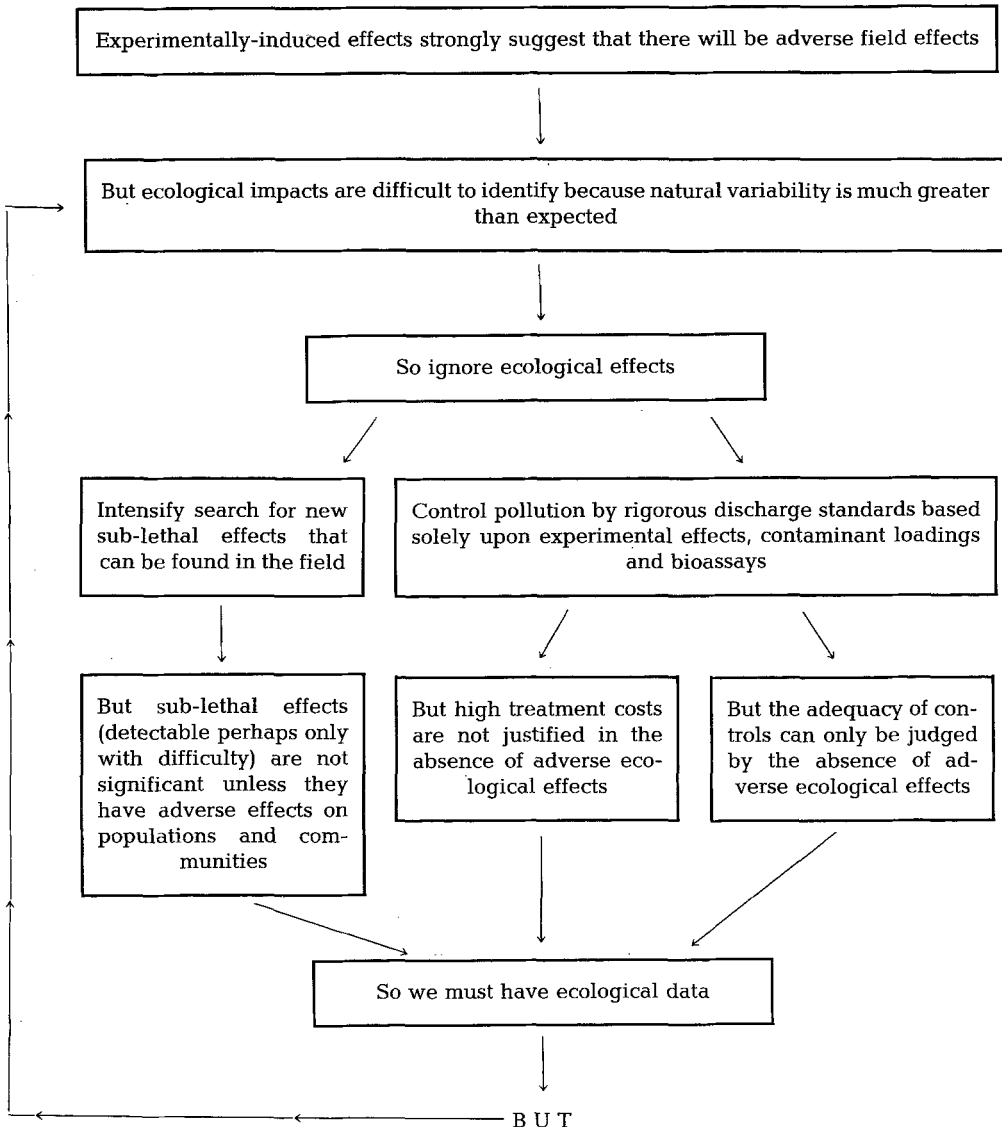 Experimentally-induced effects strongly suggest that there will be adverse field effects
But ecological impacts are difficult to identify because natural variability is much greater
than expected
So ignore ecological effects
Intensify search for new
sub-lethal effects that
can be found in the field
Control pollution by rigorous discharge standards based
solely upon experimental effects, contaminant loadings
and bioassays
But sub-lethal effects
(detectable perhaps only
with difficulty) are not
significant unless they
have adverse effects on
populations and com-
munities
But high treatment costs
are not justified in the
absence of adverse eco-
logical effects
But the adequacy of con-
trols can only be judged
by the absence of ad-
verse ecological effects
So we must have ecological data
B U T